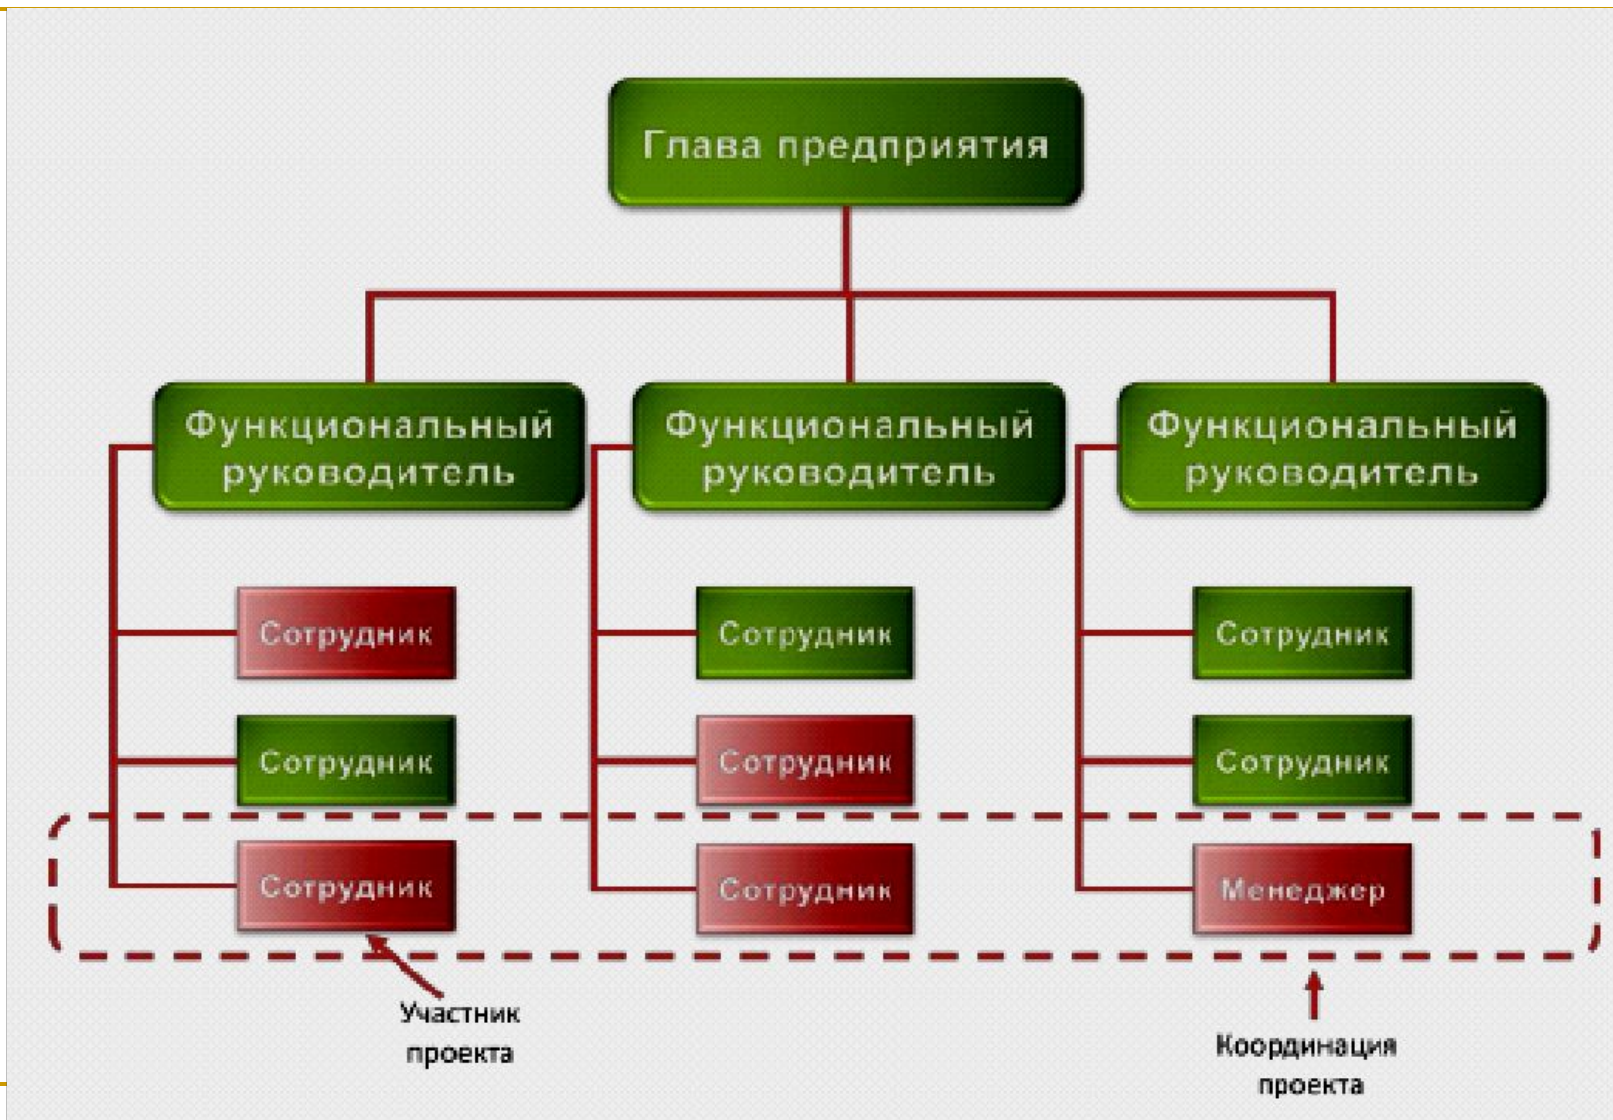 Глава предприятия
Функциональный
руководитель
Функциональный
руководитель
Функциональный
руководитель
Сотрудник
Сотрудник
Сотрудник
Сотрудник
Сотрудник
Сотрудник
Сотрудник
Сотрудник
Менеджер
Участник
проекта
Координация
проекта